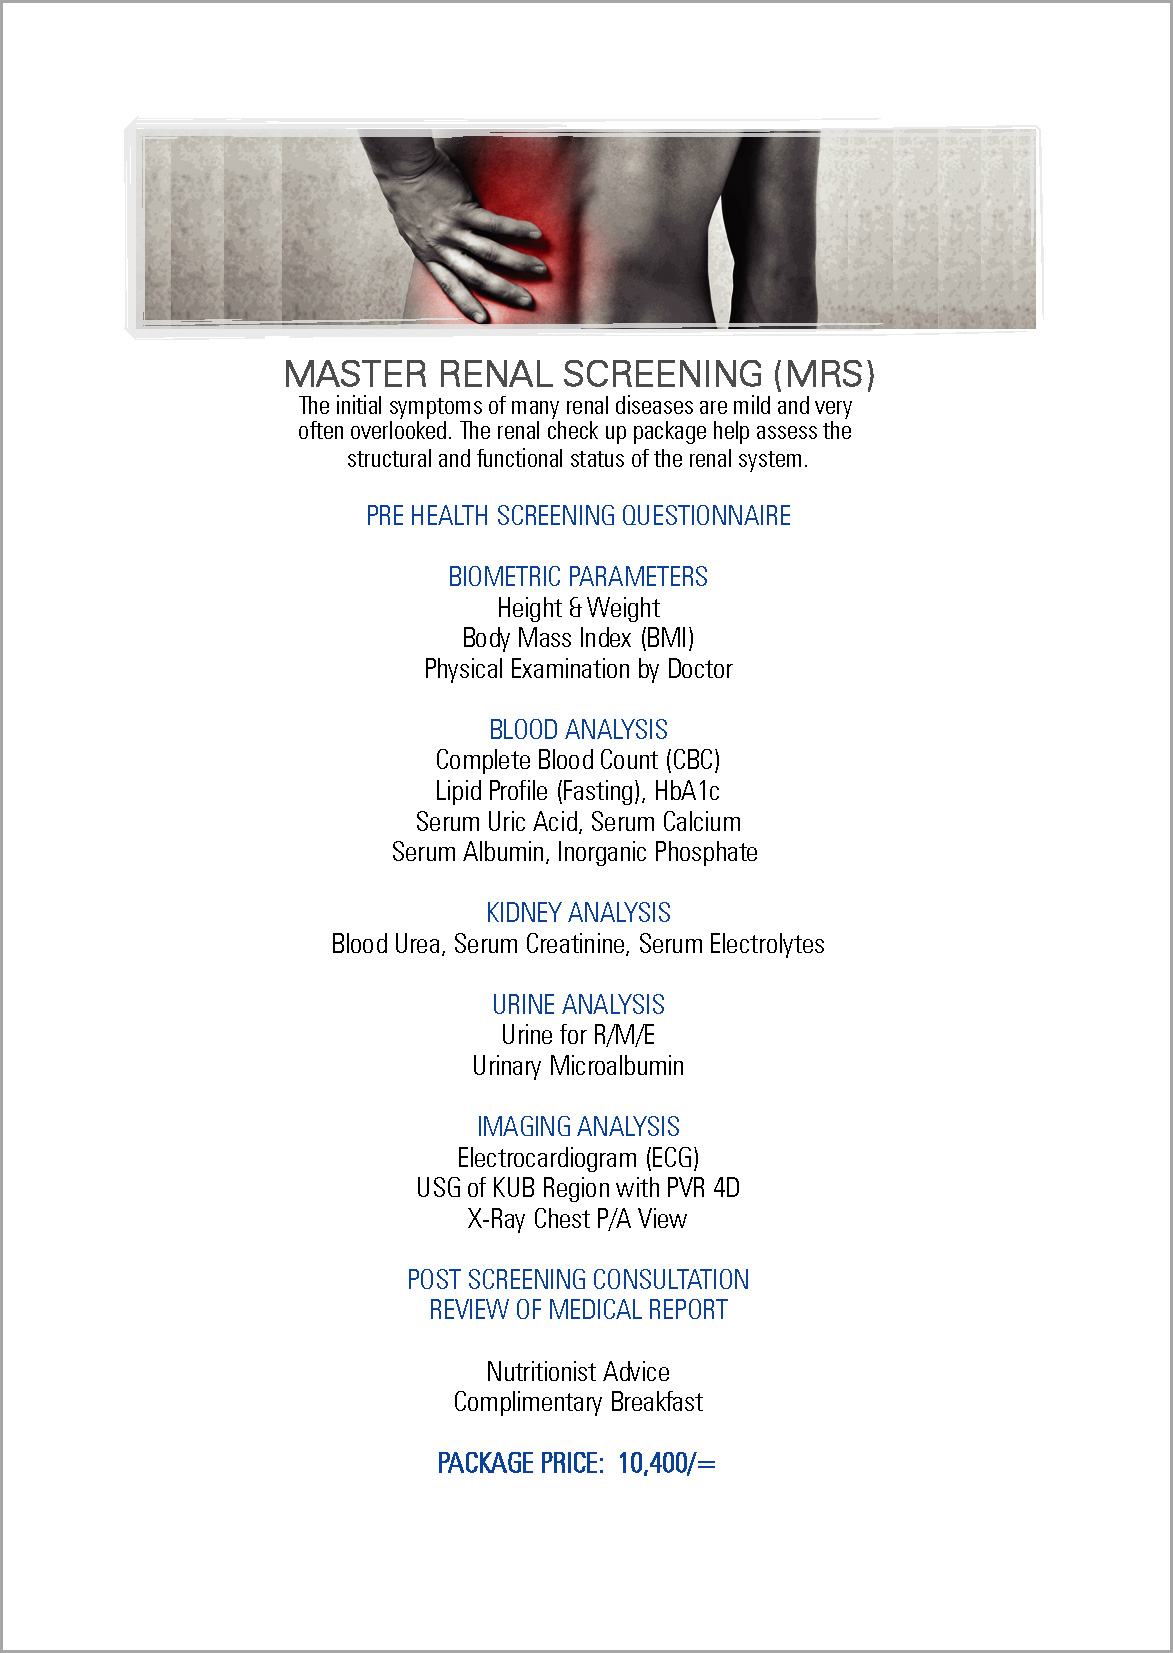 MASTER RENAL SCREENING (MRS)
The initial symptoms of many renal diseases are mild and very
often overlooked. The renal check up package help assess the
structural and functional status of the renal system.
PRE HEALTH SCREENING QUESTIONNAIRE
BIOMETRIC PARAMETERS
Height & Weight
Body Mass Index (BMI)
Physical Examination by Doctor
BLOOD ANALYSIS
Complete Blood Count (CBC)
Lipid Profile (Fasting), HbA1c
Serum Uric Acid, Serum Calcium
Serum Albumin, Inorganic Phosphate
KIDNEY ANALYSIS
Blood Urea, Serum Creatinine, Serum Electrolytes
URINE ANALYSIS
Urine for R/M/E
Urinary Microalbumin
IMAGING ANALYSIS
Electrocardiogram (ECG)
USG of KUB Region with PVR 4D
X-Ray Chest P/A View
POST SCREENING CONSULTATION
REVIEW OF MEDICAL REPORT
Nutritionist Advice
Complimentary Breakfast
PACKAGE PRICE: 10,400/=